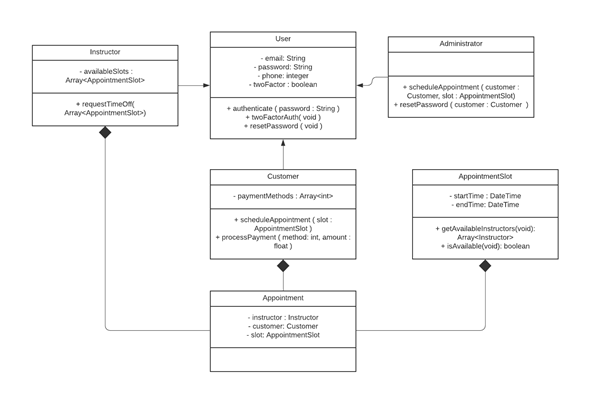 Instructor
- availableSlots :
Array<AppointmentSlot>
+ requestTimeOff(
Array<AppointmentSlot>)
User
- email: String
- password: String
- phone: integer
- twoFactor : boolean
+ authenticate ( password : String )
+ twoFactorAuth( void )
+ resetPassword ( void )
Administrator
+ scheduleAppointment ( customer :
Customer, slot : AppointmentSlot)
+ resetPassword ( customer : Customer )
Customer
- paymentMethods : Array<int>
+ scheduleAppointment ( slot :
AppointmentSlot )
+ processPayment ( method: int, amount :
float )
AppointmentSlot
- startTime : DateTime
- endTime: DateTime
+ getAvailableInstructors(void):
Array<Instructor>
+ isAvailable(void): boolean
Appointment
- instructor : Instructor
- customer: Customer
- slot: AppointmentSlot